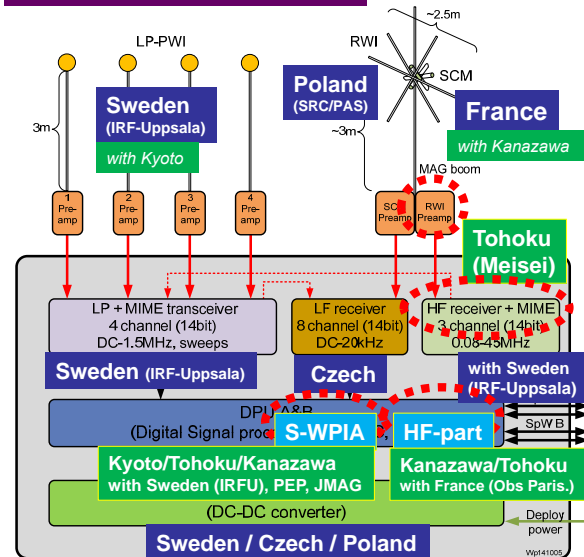 LP-PWI
~2.5m
RWI
SCM
Sweden
(IRF-Uppsala)
with Kyoto
Poland
(SRC/PAS)
France
with Kanazawa
3m
~3m
MAG boom
1
Pre-
amp
2
Pre-
amp
3
Pre-
amp
4
Pre-
amp
Preamp
RWI
Preamp
Tohoku
(Meisei)
LP + MIME transceiver
4 channel (14bit)
DC-1.5MHz, sweeps
LF receiver
8 channel (14bit)
DC-20kHz
HF receiver + MIME
3 channel (14bit)
0.08-45MHz
Sweden (IRF-Uppsala)
Czech
with Sweden
(IRF-Uppsala)
DPU A&B
(Digital Signal
S-WPIA
HF-part
SpW B
Kyoto/Tohoku/Kanazawa
with Sweden (IRFU), PEP, JMAG
Kanazawa/Tohoku
with France (Obs Paris.)
(DC-DC converter)
Deploy
power
Sweden / Czech / Poland
Wp141005